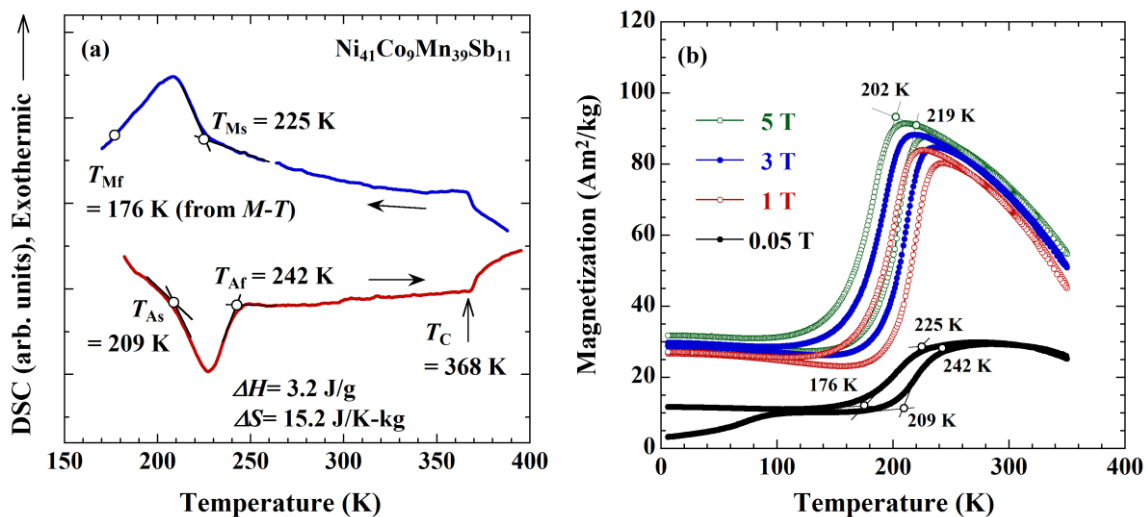 (a)
Ni41Co9Mn39Sb11
DSC (arb. units), Exothermic
TMs = 225 K
TMf
= 176 K (from M-T)
TAf = 242 K
TAs
= 209 K
TC
= 368 K
ΔH= 3.2 J/g
ΔS= 15.2 J/K-kg
150 200 250 300 350 400
Temperature (K)
(b)
Magnetization (Am2/kg)
120
100
80
60
40
20
0
202 K
219 K
5 T
3 T
1 T
0.05 T
225 K
176 K
242 K
209 K
0 100 200 300 400
Temperature (K)